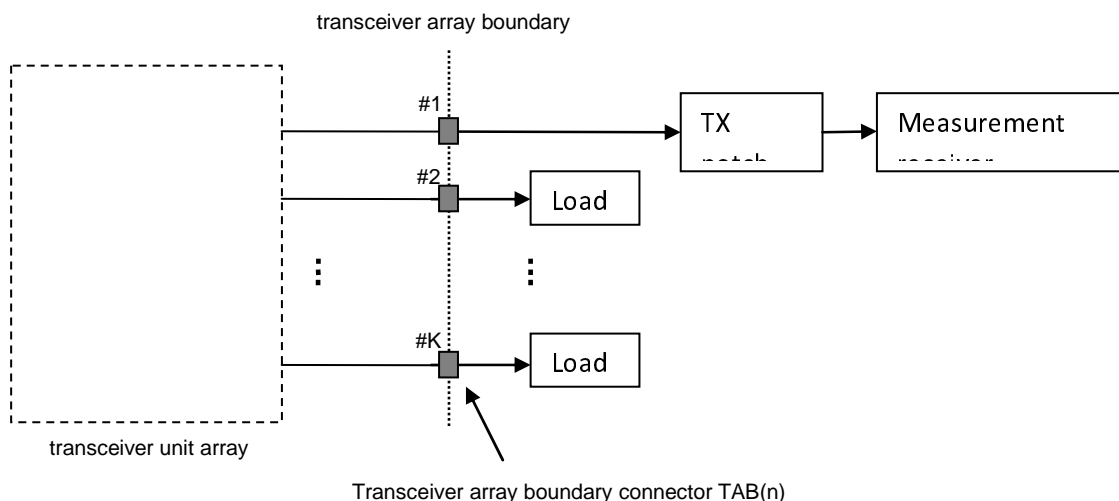 transceiver array boundary
#1
TX
Measurement
#2
Load
#K
Load
transceiver unit array
Transceiver array boundary connector TAB(n)